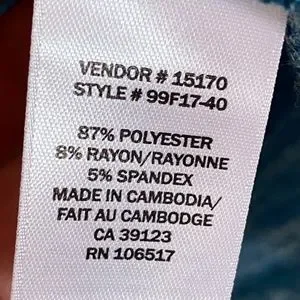 VENDOR # 15170
STYLE # 99F17-40
87% POLYESTER
8% RAYON/RAYONNE
5% SPANDEX
MADE IN CAMBODIA/
FAIT AU CAMBODGE
CA 39123
RN 106517